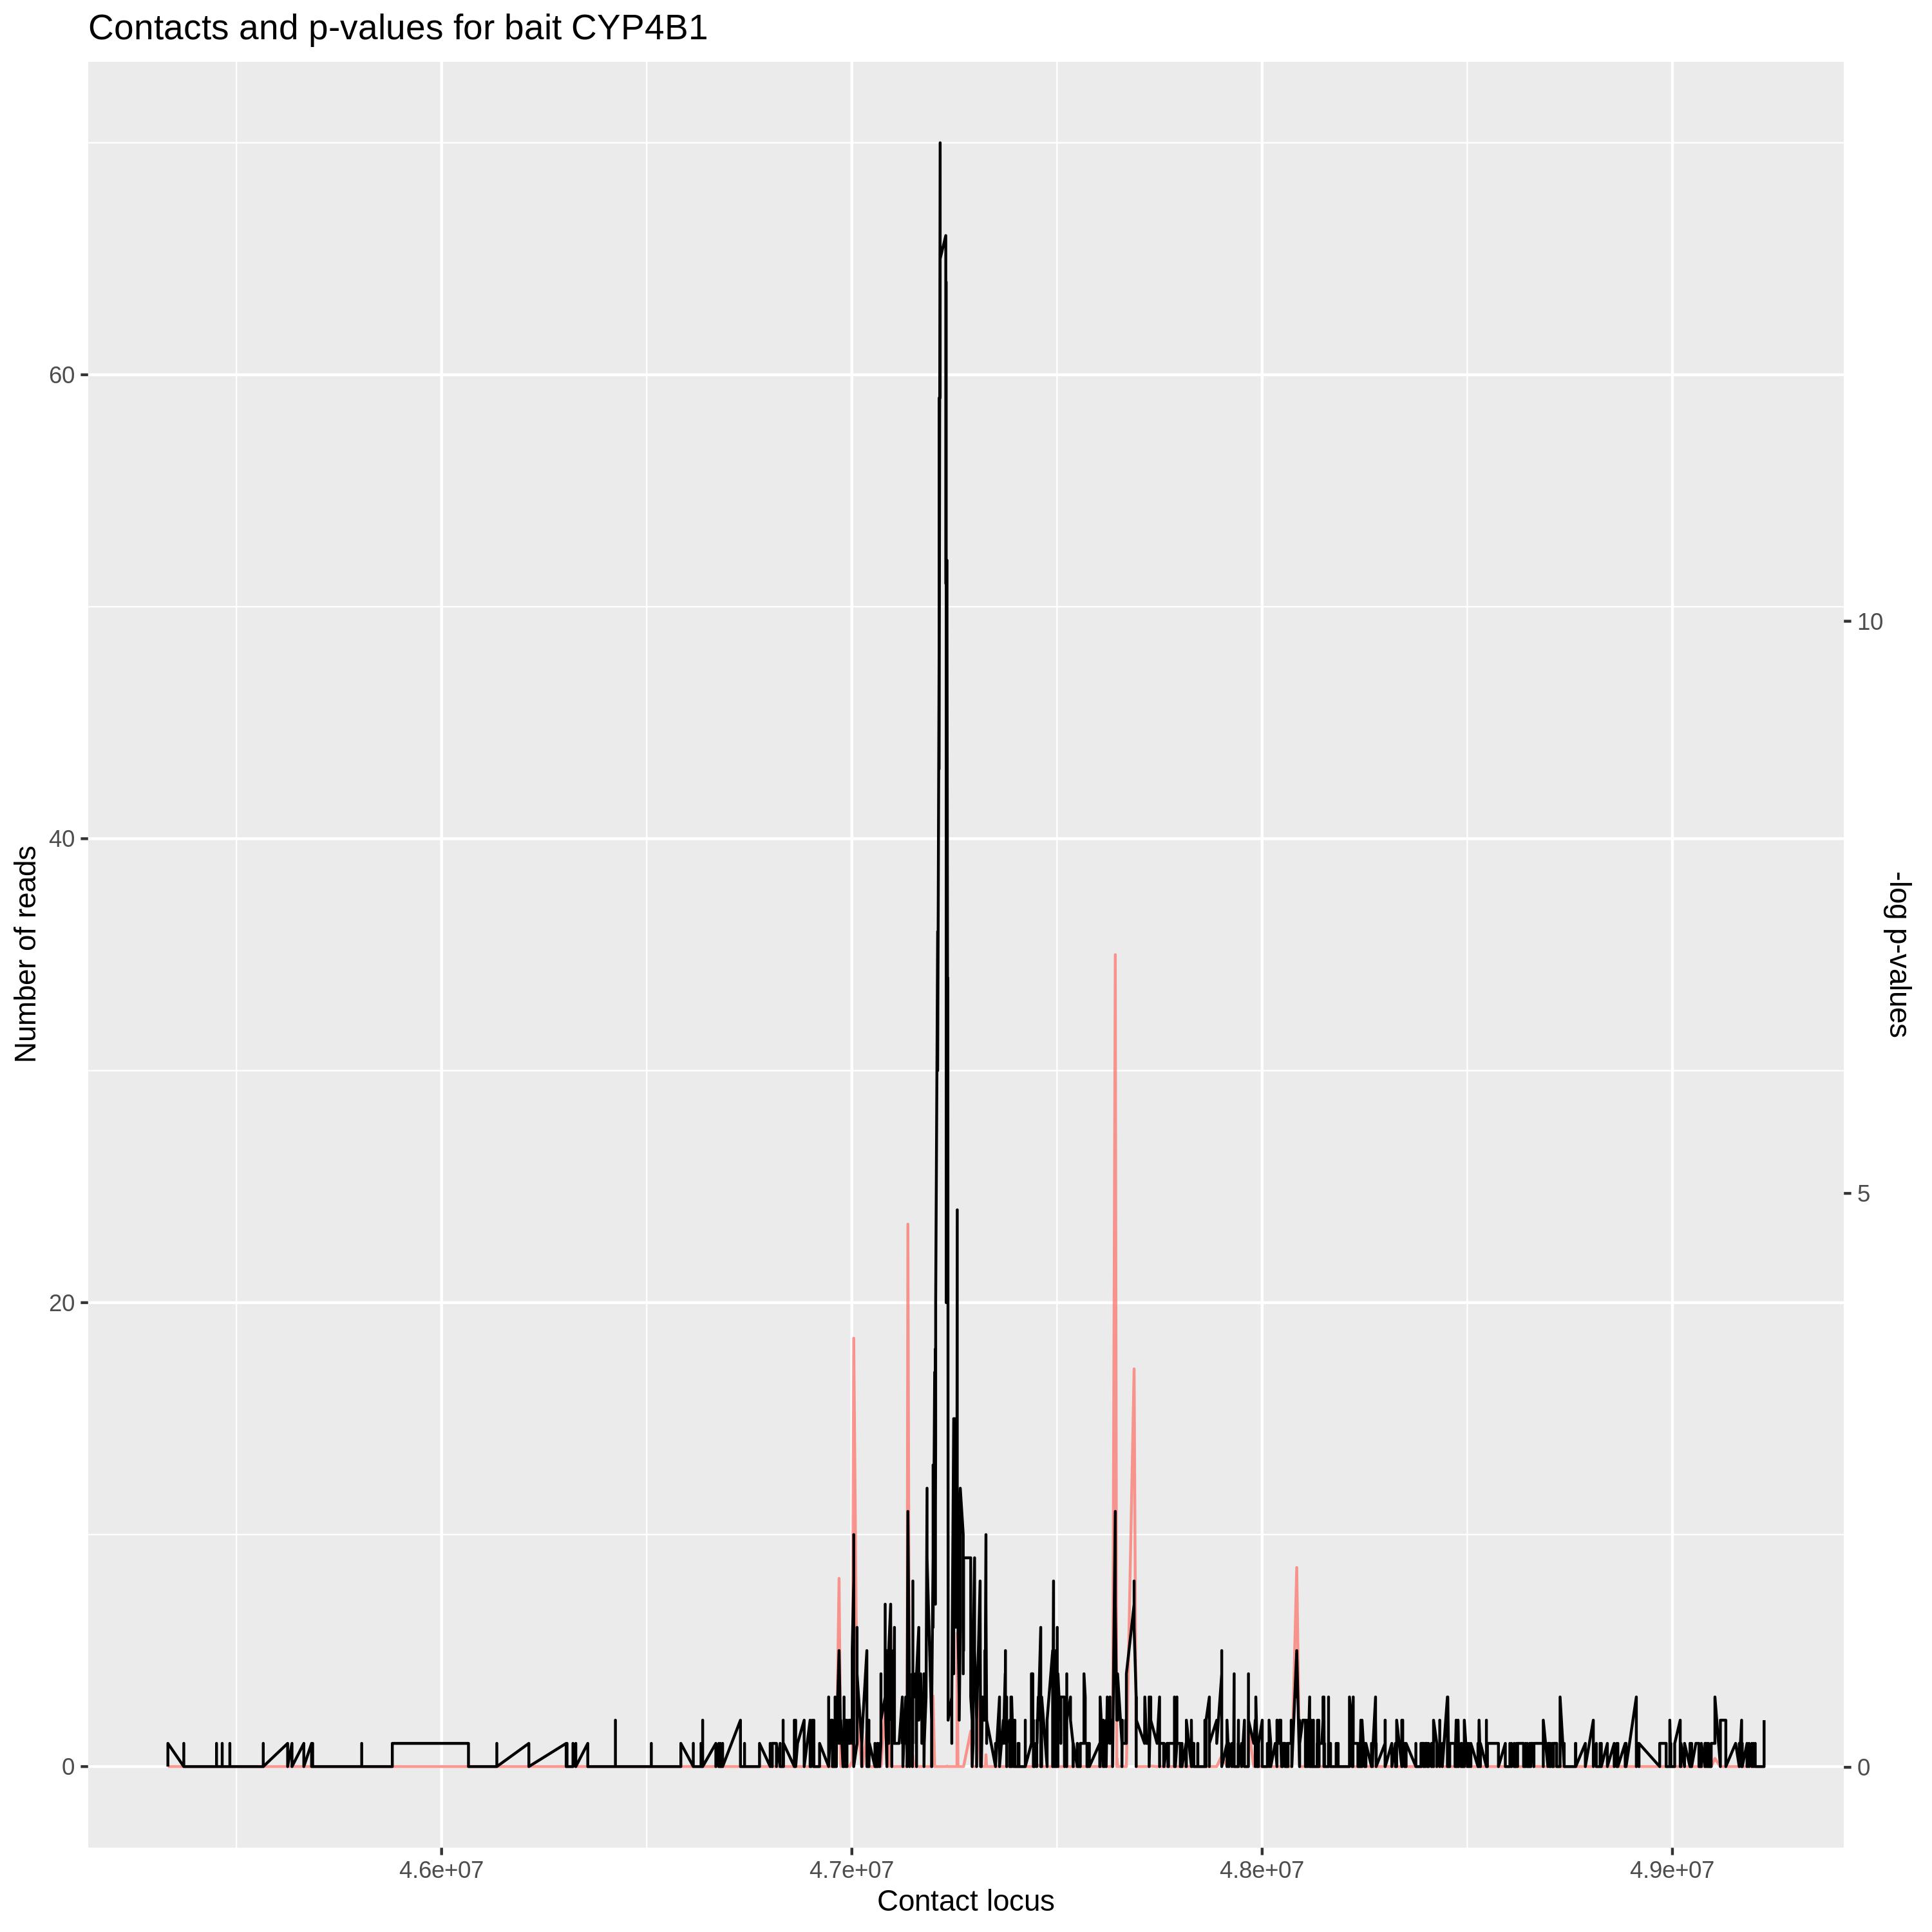 Contacts and p-values for bait CYP4B1
Number of reads
60
40
20
0
10
5
0
-log p-values
4.6e+07
4.7e+07
4.8e+07
4.9e+07
Contact locus